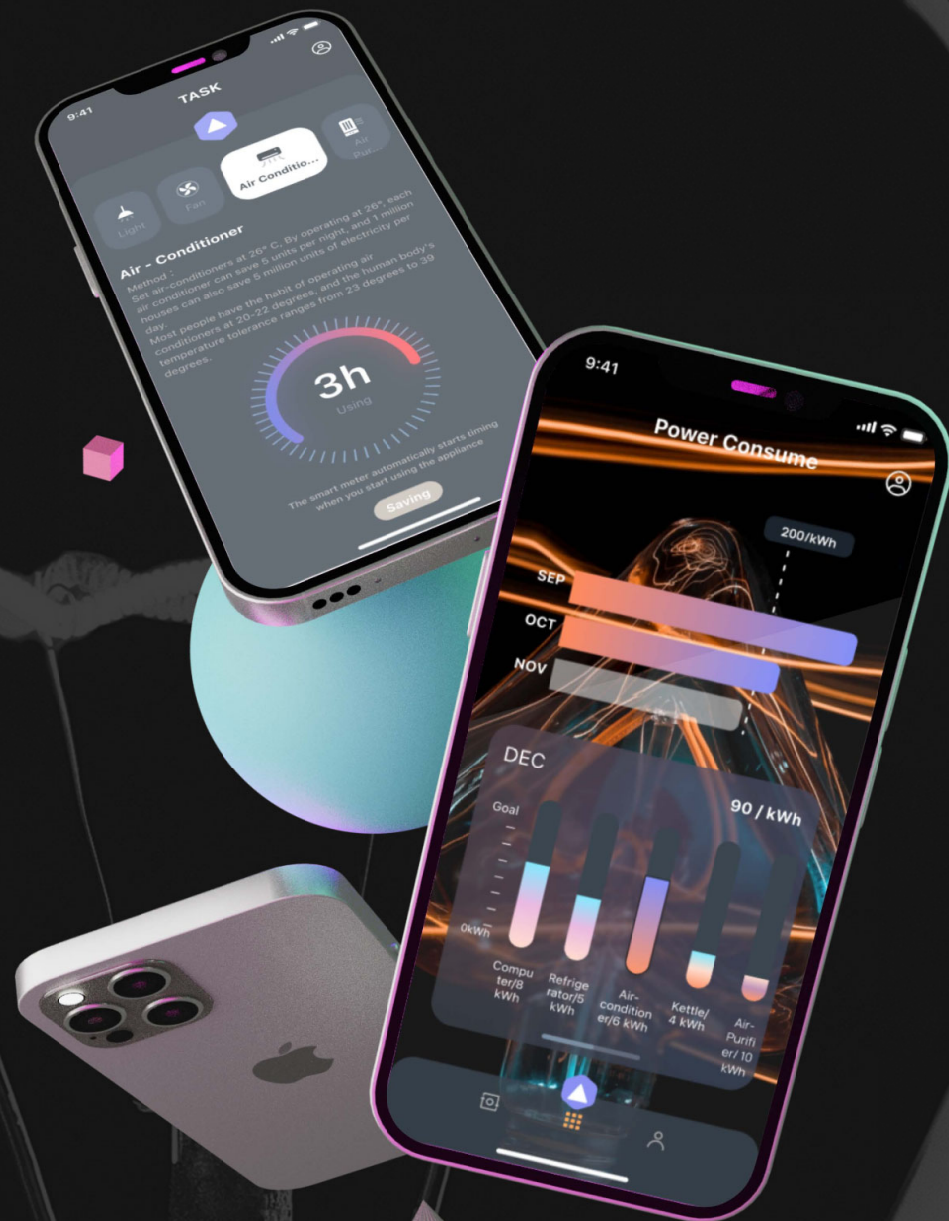 9:41
TASK
Light
Fan
Air Conditio...
Air
Pur...
Air - Conditioner
Method :
Set air-conditioners at 26° C. By operating at 26°, each
air conditioner can save 5 units per night, and 1 million
houses can also save 5 million units of electricity per
day.
Most people have the habit of operating air
conditioners at 20-22 degrees, and the human body's
temperature tolerance ranges from 23 degrees to 39
degrees.
3h
Using
The smart meter automatically starts timing
when you start using the appliance
Saving
9:41
Power Consume
200/kWh
SEP
OCT
NOV
DEC
90 / kWh
Goal
0kWh
Compu
ter/8
kWh
Refrige
rator/5
kWh
Air-
condition
er/6 kWh
Kettle/
4 kWh
Air-
Purifi
er/ 10
kWh